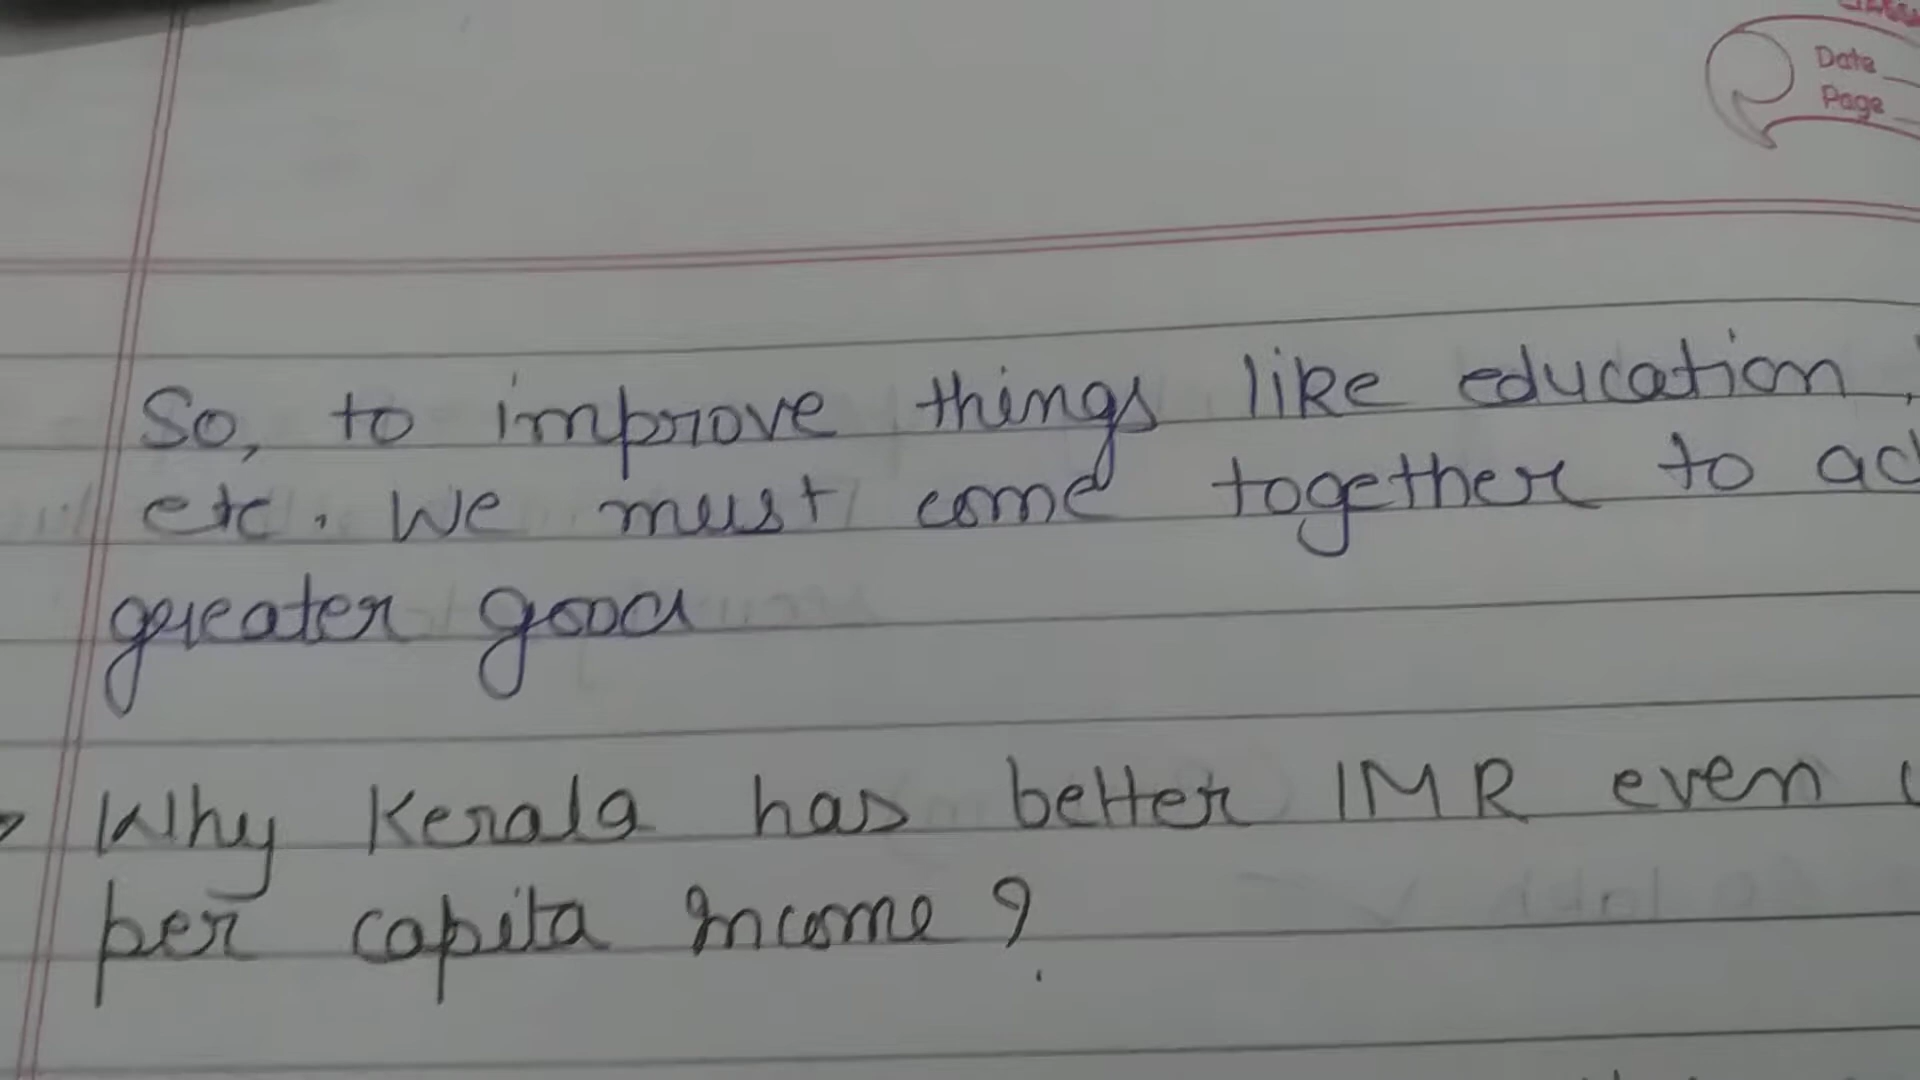 Date
Page
So, to improve things like education,
etc. We must come together to
greater good
Why Kerala has better IMR even
per capita Income ?